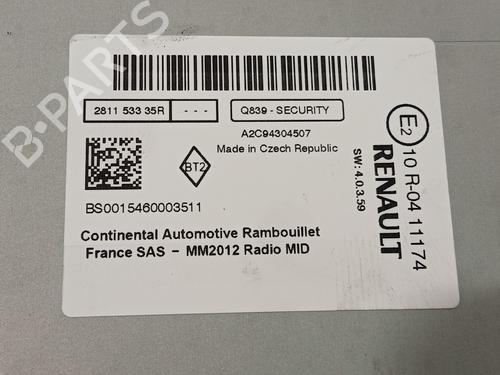 2811 533 35R
- - -
Q839 - SECURITY
A2C94304507
Made in Czech Republic
BT2
BS0015460003511
Continental Automotive Rambouillet
France SAS - MM2012 Radio MID
RENAULT
SW: 4.0.3.59
E2
10 R-04 11174
B-PARTS